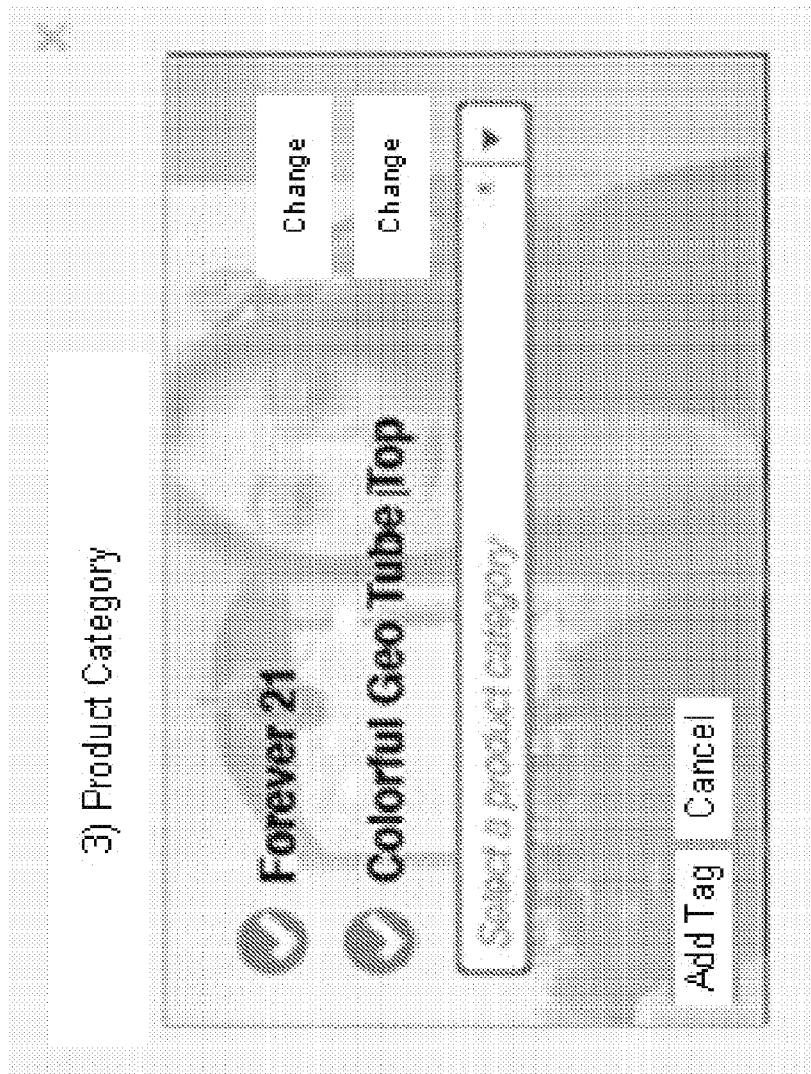 3) Product Category
Forever 21 Change
Colorful Geo Tube Top Change
Select a product category
Add Tag Cancel